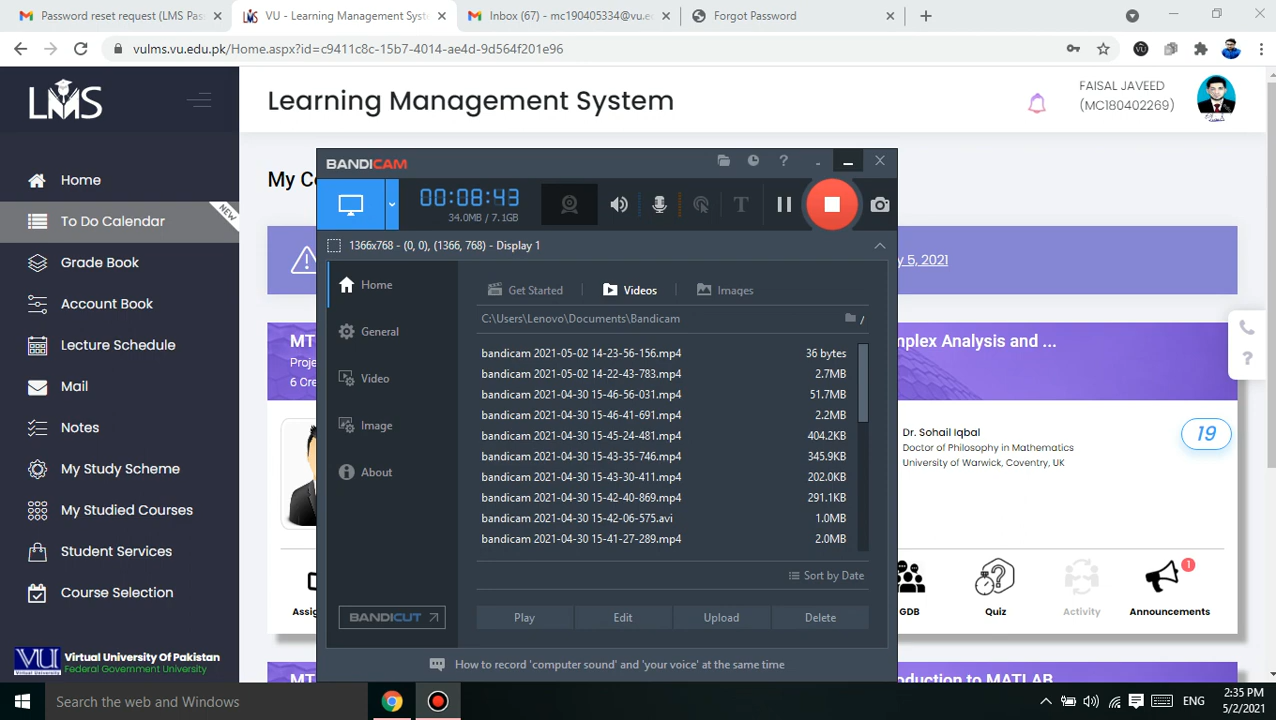 Password reset request (LMS Pas
VU - Learning Management Syste
Inbox (67) - mc190405334@vu.ed
Forgot Password
vulms.vu.edu.pk/Home.aspx?id=c9411c8c-15b7-4014-ae4d-9d564f201e96
LMS
Learning Management System
FAISAL JAVEED
(MC180402269)
Home
To Do Calendar
NEW
Grade Book
Account Book
Lecture Schedule
Mail
Notes
My Study Scheme
My Studied Courses
Student Services
Course Selection
VU Virtual University Of Pakistan
Federal Government University
My C
y 5, 2021
MT
Proje
6 Cre
mplex Analysis and ...
Dr. Sohail Iqbal
Doctor of Philosophy in Mathematics
University of Warwick, Coventry, UK
19
Assig
GDB
Quiz
Activity
1
Announcements
MT
oduction to MATLAB
BANDICAM
00:08:43
34.0MB / 7.1GB
1366x768 - (0, 0), (1366, 768) - Display 1
Home
General
Video
Image
About
BANDICUT
Get Started
Videos
Images
C:\Users\Lenovo\Documents\Bandicam
/
bandicam 2021-05-02 14-23-56-156.mp4 36 bytes
bandicam 2021-05-02 14-22-43-783.mp4 2.7MB
bandicam 2021-04-30 15-46-56-031.mp4 51.7MB
bandicam 2021-04-30 15-46-41-691.mp4 2.2MB
bandicam 2021-04-30 15-45-24-481.mp4 404.2KB
bandicam 2021-04-30 15-43-35-746.mp4 345.9KB
bandicam 2021-04-30 15-43-30-411.mp4 202.0KB
bandicam 2021-04-30 15-42-40-869.mp4 291.1KB
bandicam 2021-04-30 15-42-06-575.avi 1.0MB
bandicam 2021-04-30 15-41-27-289.mp4 2.0MB
Sort by Date
Play
Edit
Upload
Delete
How to record 'computer sound' and 'your voice' at the same time
Search the web and Windows
ENG
2:35 PM
5/2/2021